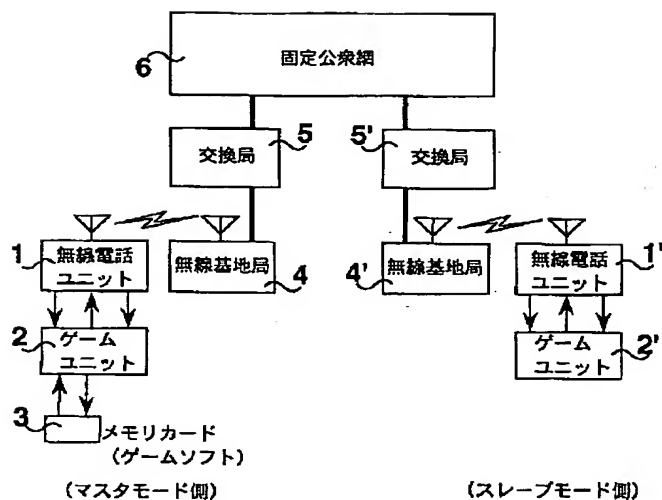 6
固定公衆網
5
交換局
5'
交換局
1
無線電話
ユニット
無線基地局
4
無線基地局
4'
無線電話
ユニット
1'
2
ゲーム
ユニット
ゲーム
ユニット
2'
3
メモリカード
(ゲームソフト)
(マスタモード側)
(スレーブモード側)